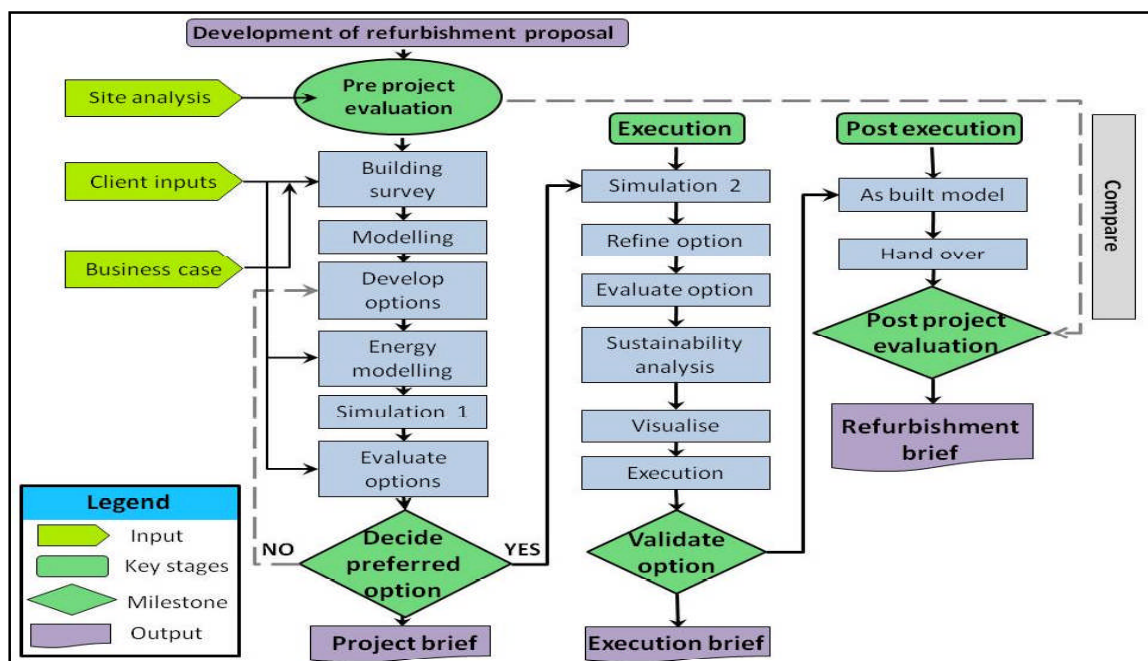 Development of refurbishment proposal
Site analysis
Pre project
evaluation
Client inputs
Business case
Building
survey
Modelling
Develop
options
Energy
modelling
Simulation 1
Evaluate
options
NO
Decide
preferred
option
YES
Project brief
Execution
Simulation 2
Refine option
Evaluate option
Sustainability
analysis
Visualise
Execution
Validate
option
Execution brief
Post execution
As built model
Hand over
Post project
evaluation
Refurbishment
brief
Compare
Legend
Input
Key stages
Milestone
Output